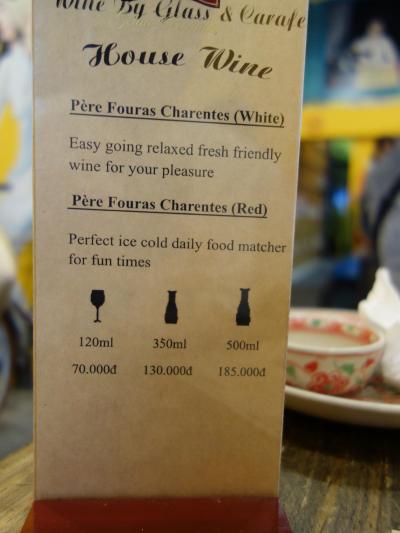 Wine By Glass & Carafe
House Wine
Père Fouras Charentes (White)
Easy going relaxed fresh friendly
wine for your pleasure
Père Fouras Charentes (Red)
Perfect ice cold daily food matcher
for fun times
120ml 350ml 500ml
70.000đ 130.000đ 185.000đ